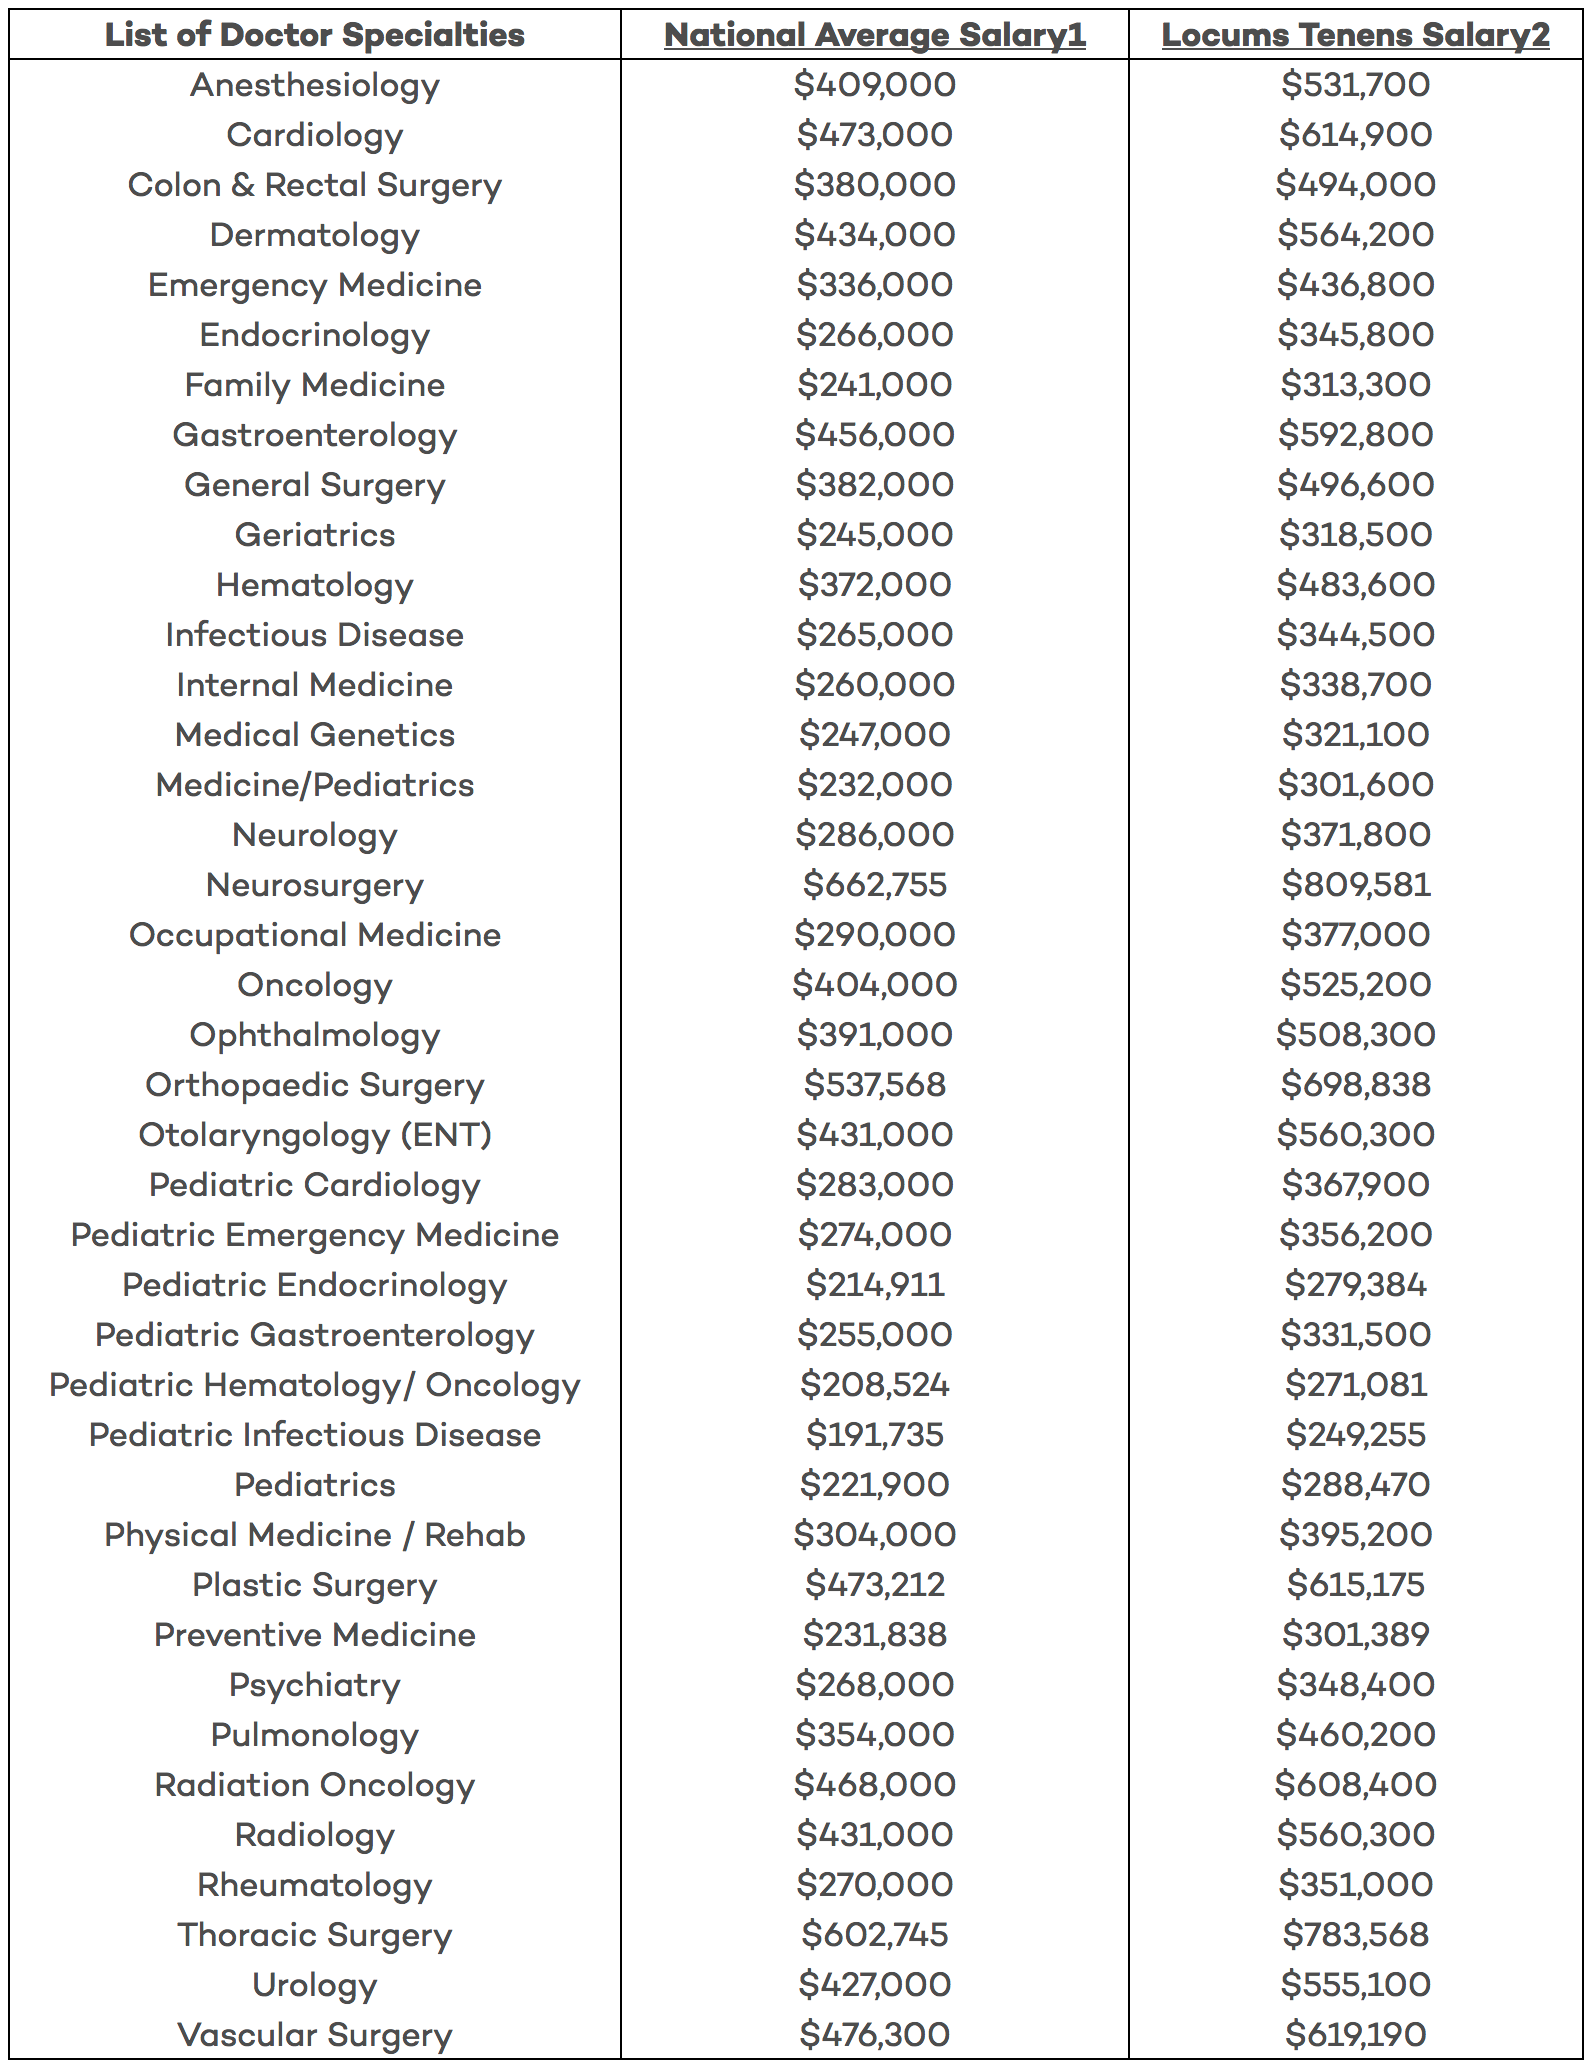 List of Doctor Specialties National Average Salary1 Locums Tenens Salary2
Anesthesiology $409,000 $531,700
Cardiology $473,000 $614,900
Colon & Rectal Surgery $380,000 $494,000
Dermatology $434,000 $564,200
Emergency Medicine $336,000 $436,800
Endocrinology $266,000 $345,800
Family Medicine $241,000 $313,300
Gastroenterology $456,000 $592,800
General Surgery $382,000 $496,600
Geriatrics $245,000 $318,500
Hematology $372,000 $483,600
Infectious Disease $265,000 $344,500
Internal Medicine $260,000 $338,700
Medical Genetics $247,000 $321,100
Medicine/Pediatrics $232,000 $301,600
Neurology $286,000 $371,800
Neurosurgery $662,755 $809,581
Occupational Medicine $290,000 $377,000
Oncology $404,000 $525,200
Ophthalmology $391,000 $508,300
Orthopaedic Surgery $537,568 $698,838
Otolaryngology (ENT) $431,000 $560,300
Pediatric Cardiology $283,000 $367,900
Pediatric Emergency Medicine $274,000 $356,200
Pediatric Endocrinology $214,911 $279,384
Pediatric Gastroenterology $255,000 $331,500
Pediatric Hematology/ Oncology $208,524 $271,081
Pediatric Infectious Disease $191,735 $249,255
Pediatrics $221,900 $288,470
Physical Medicine / Rehab $304,000 $395,200
Plastic Surgery $473,212 $615,175
Preventive Medicine $231,838 $301,389
Psychiatry $268,000 $348,400
Pulmonology $354,000 $460,200
Radiation Oncology $468,000 $608,400
Radiology $431,000 $560,300
Rheumatology $270,000 $351,000
Thoracic Surgery $602,745 $783,568
Urology $427,000 $555,100
Vascular Surgery $476,300 $619,190